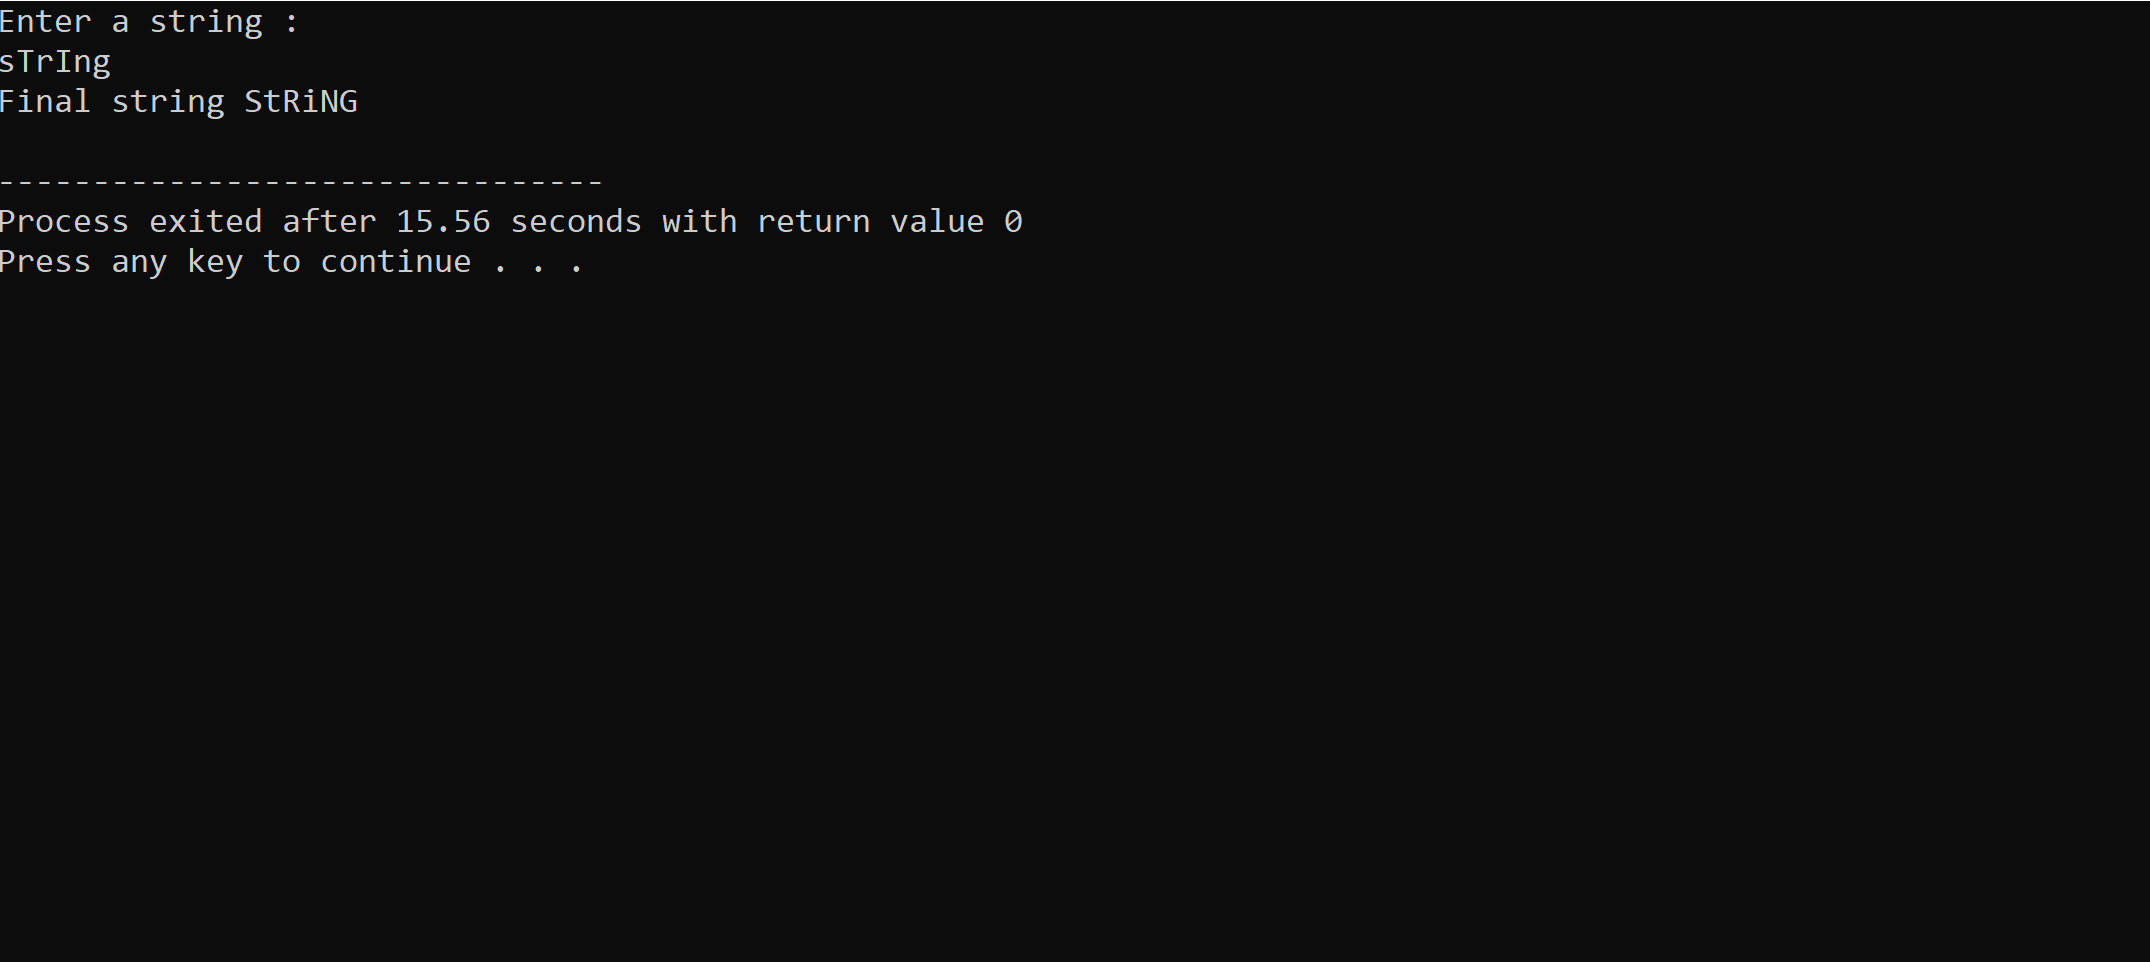 Enter a string :
sTrIng
Final string StRiNG
--------------------------------
Process exited after 15.56 seconds with return value 0
Press any key to continue . . .